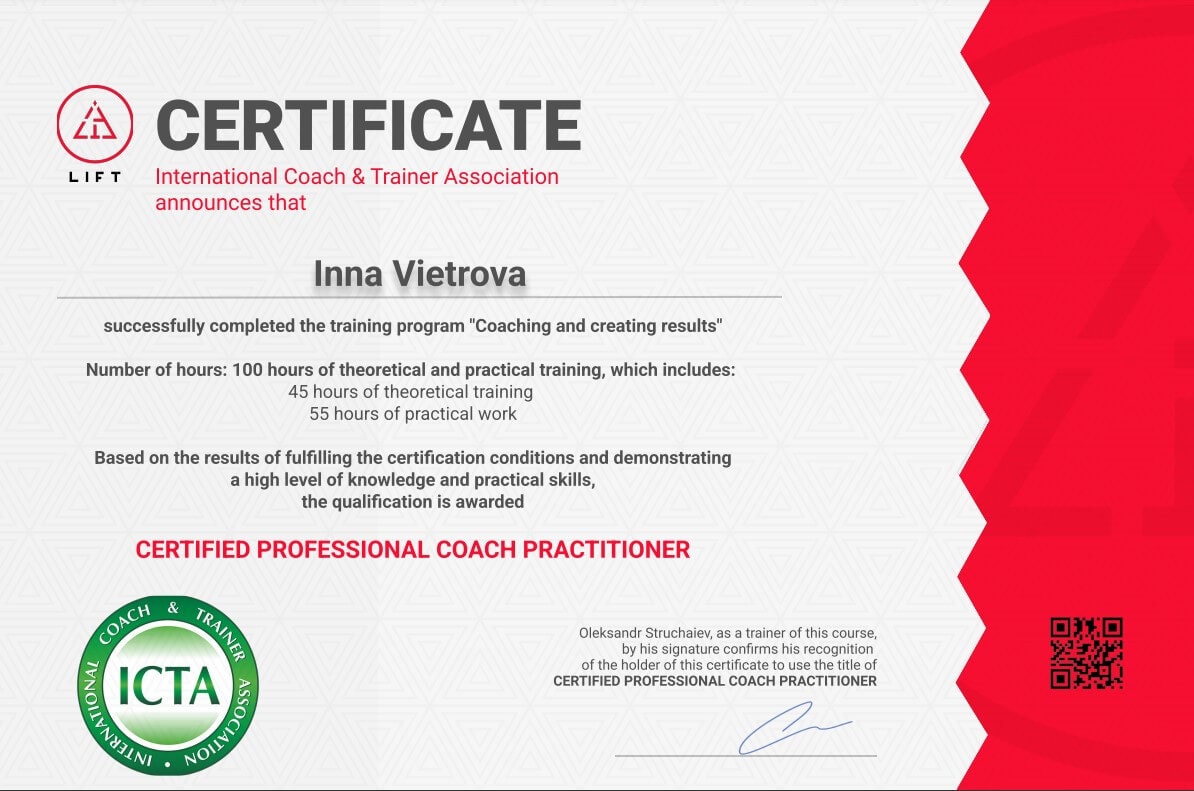 CERTIFICATE
LIFT
International Coach & Trainer Association
announces that
Inna Vietrova
successfully completed the training program "Coaching and creating results"
Number of hours: 100 hours of theoretical and practical training, which includes:
45 hours of theoretical training
55 hours of practical work
Based on the results of fulfilling the certification conditions and demonstrating
a high level of knowledge and practical skills,
the qualification is awarded
CERTIFIED PROFESSIONAL COACH PRACTITIONER
INTERNATIONAL COACH & TRAINER ASSOCIATION •
ICTA
Oleksandr Struchaiev, as a trainer of this course,
by his signature confirms his recognition
of the holder of this certificate to use the title of
CERTIFIED PROFESSIONAL COACH PRACTITIONER